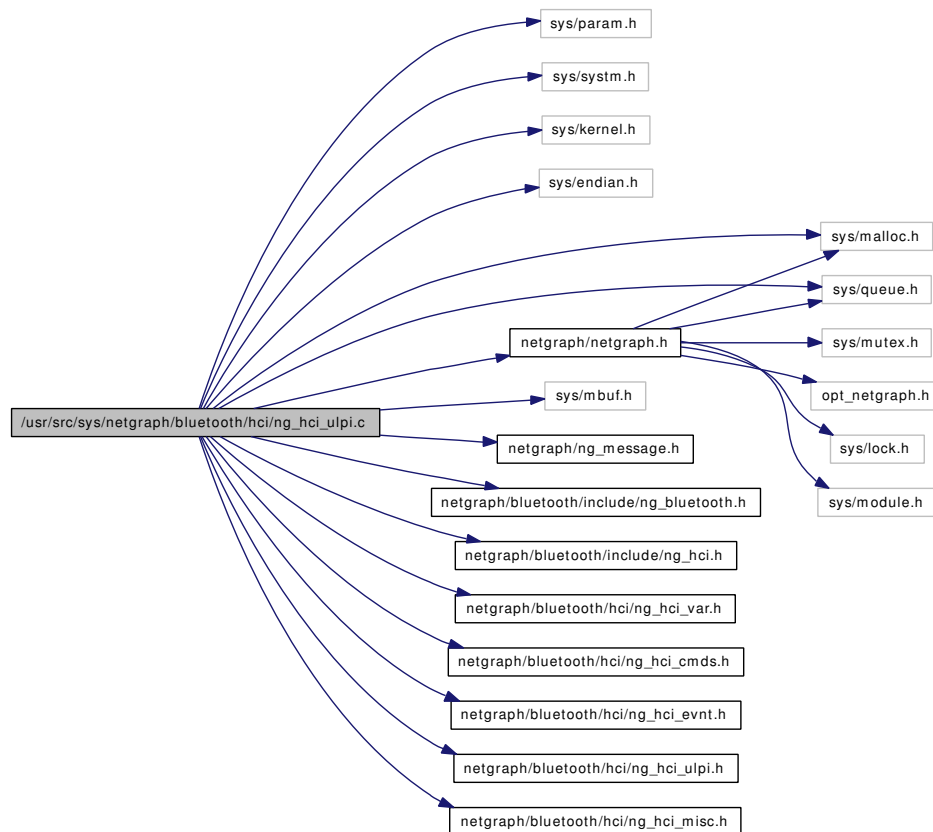 sys/param.h
sys/systm.h
sys/kernel.h
sys/endian.h
sys/malloc.h
sys/queue.h
netgraph/netgraph.h
sys/mutex.h
sys/mbuf.h
opt_netgraph.h
/usr/src/sys/netgraph/bluetooth/hci/ng_hci_ulpi.c
netgraph/ng_message.h
sys/lock.h
netgraph/bluetooth/include/ng_bluetooth.h
sys/module.h
netgraph/bluetooth/include/ng_hci.h
netgraph/bluetooth/hci/ng_hci_var.h
netgraph/bluetooth/hci/ng_hci_cmds.h
netgraph/bluetooth/hci/ng_hci_evnt.h
netgraph/bluetooth/hci/ng_hci_ulpi.h
netgraph/bluetooth/hci/ng_hci_misc.h